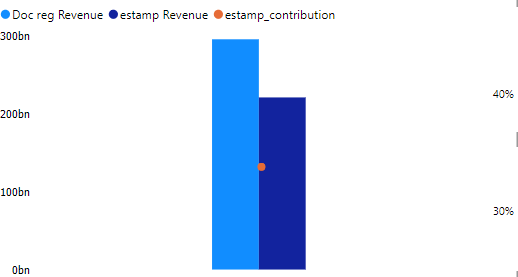 Doc reg Revenue estamp Revenue estamp_contribution
300bn
40%
200bn
100bn
30%
0bn